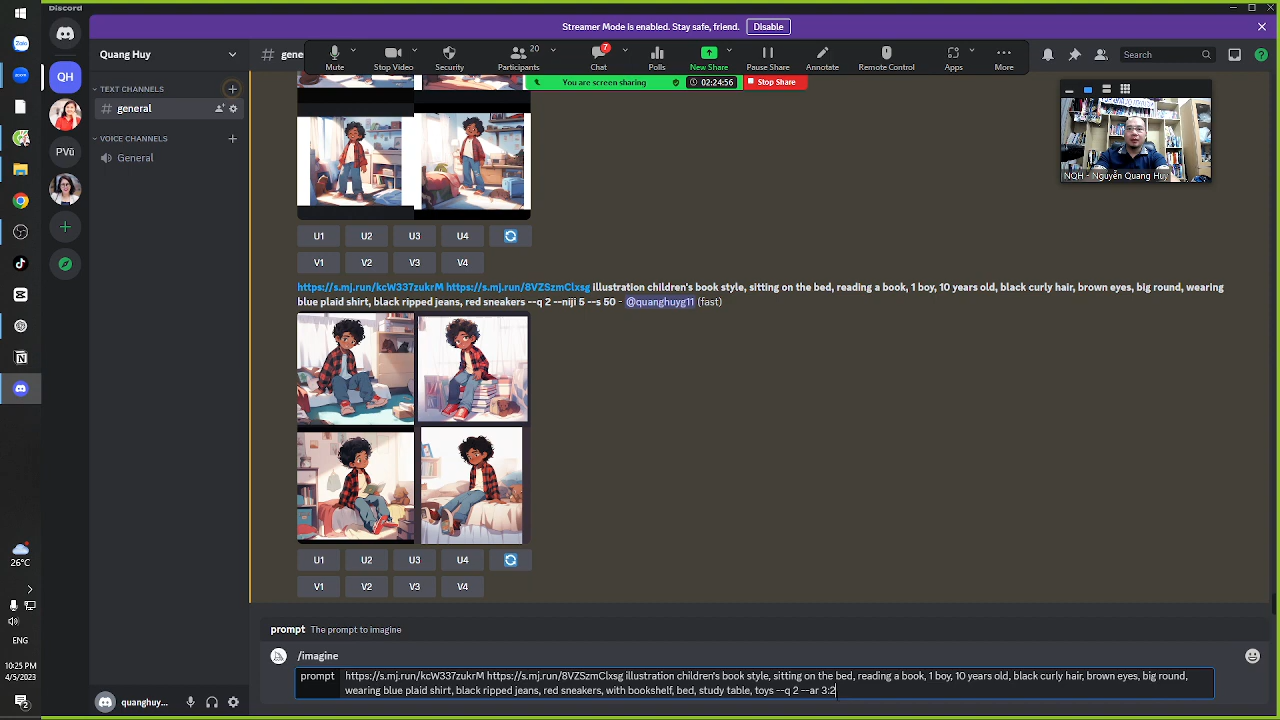 Discord
Streamer Mode is enabled. Stay safe, friend.
Disable
Quang Huy
# gene
Mute
Stop Video
Security
20
Participants
7
Chat
Polls
New Share
Pause Share
Annotate
Remote Control
Apps
More
Search
You are screen sharing
02:24:56
Stop Share
TEXT CHANNELS
# general
VOICE CHANNELS
General
QH
PVü
NQH - Nguyễn Quang Huy
U1 U2 U3 U4
V1 V2 V3 V4
https://s.mj.run/kcW337zukrM https://s.mj.run/8VZSzmClxsg illustration children's book style, sitting on the bed, reading a book, 1 boy, 10 years old, black curly hair, brown eyes, big round, wearing
blue plaid shirt, black ripped jeans, red sneakers --q 2 --niji 5 --s 50 - @quanghuyg11 (fast)
U1 U2 U3 U4
V1 V2 V3 V4
prompt The prompt to imagine
/imagine
prompt https://s.mj.run/kcW337zukrM https://s.mj.run/8VZSzmClxsg illustration children's book style, sitting on the bed, reading a book, 1 boy, 10 years old, black curly hair, brown eyes, big round,
wearing blue plaid shirt, black ripped jeans, red sneakers, with bookshelf, bed, study table, toys --q 2 --ar 3:2
26°C
ENG
10:25 PM
4/5/2023
quanghuy...